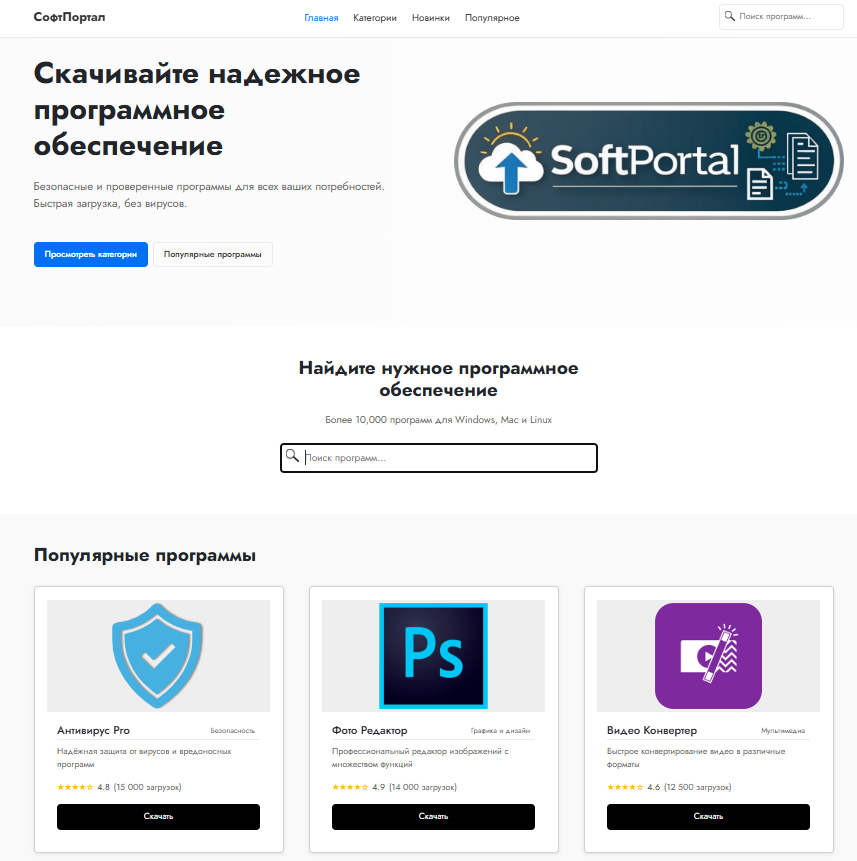 СофтПортал
Главная Категории Новинки Популярное
Поиск программ...
Скачивайте надежное
программное
обеспечение
Безопасные и проверенные программы для всех ваших потребностей.
Быстрая загрузка, без вирусов.
Просмотреть категории
Популярные программы
SoftPortal
Найдите нужное программное
обеспечение
Более 10,000 программ для Windows, Mac и Linux
Поиск программ...
Популярные программы
Антивирус Pro Безопасность
Надёжная защита от вирусов и вредоносных
программ
★★★★☆ 4.8 (15 000 загрузок)
Скачать
Ps
Фото Редактор Графика и дизайн
Профессиональный редактор изображений с
множеством функций
★★★★☆ 4.9 (14 000 загрузок)
Скачать
Видео Конвертер Мультимедиа
Быстрое конвертирование видео в различные
форматы
★★★★☆ 4.6 (12 500 загрузок)
Скачать